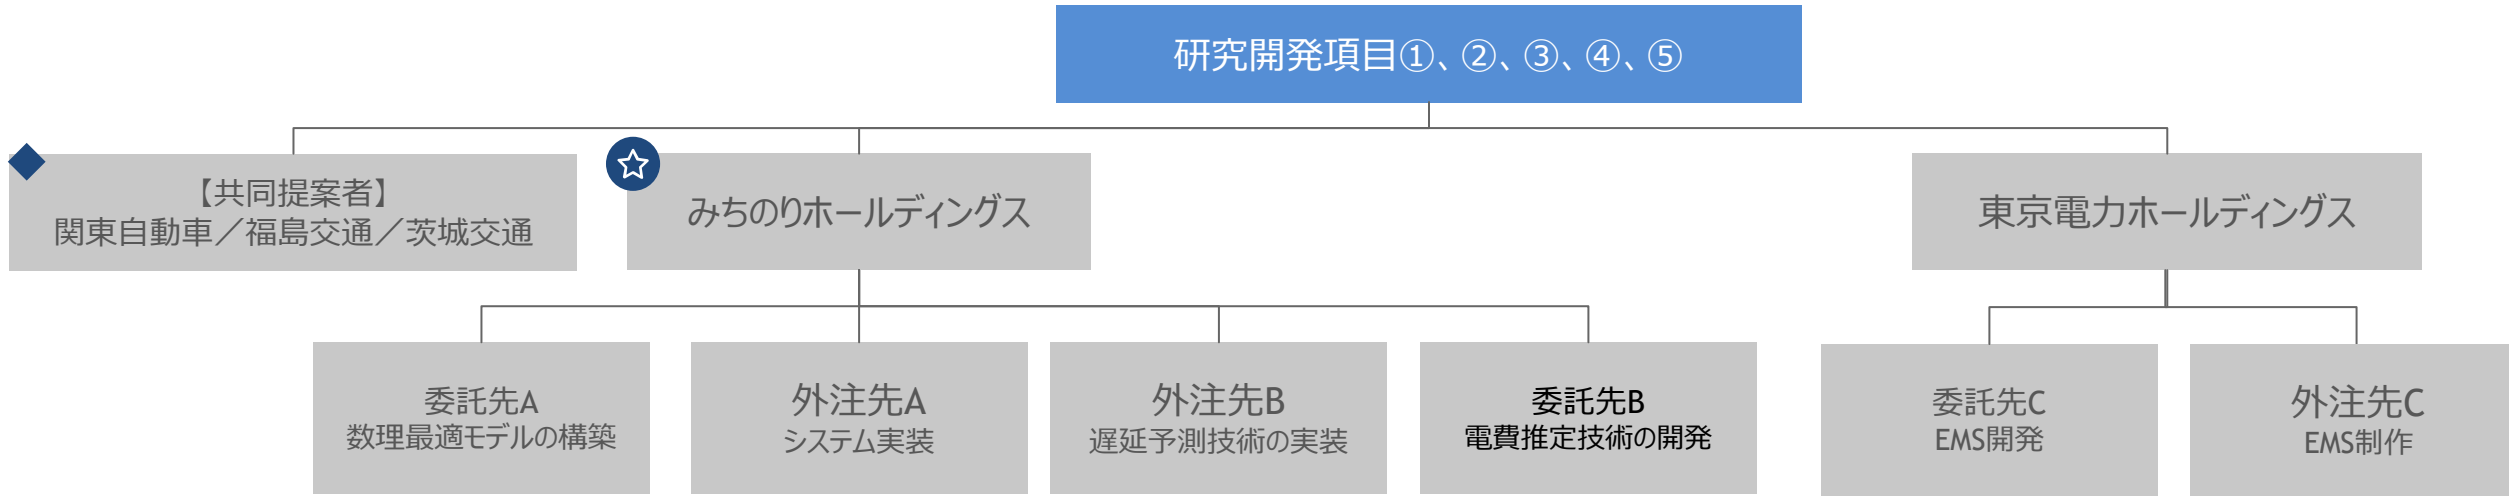 研究開発項目①、②、③、④、⑤
【共同提案者】
関東自動車／福島交通／茨城交通
みちのりホールディングス
東京電力ホールディングス
委託先A
数理最適モデルの構築
外注先A
システム実装
外注先B
遅延予測技術の実装
委託先B
電費推定技術の開発
委託先C
EMS開発
外注先C
EMS制作